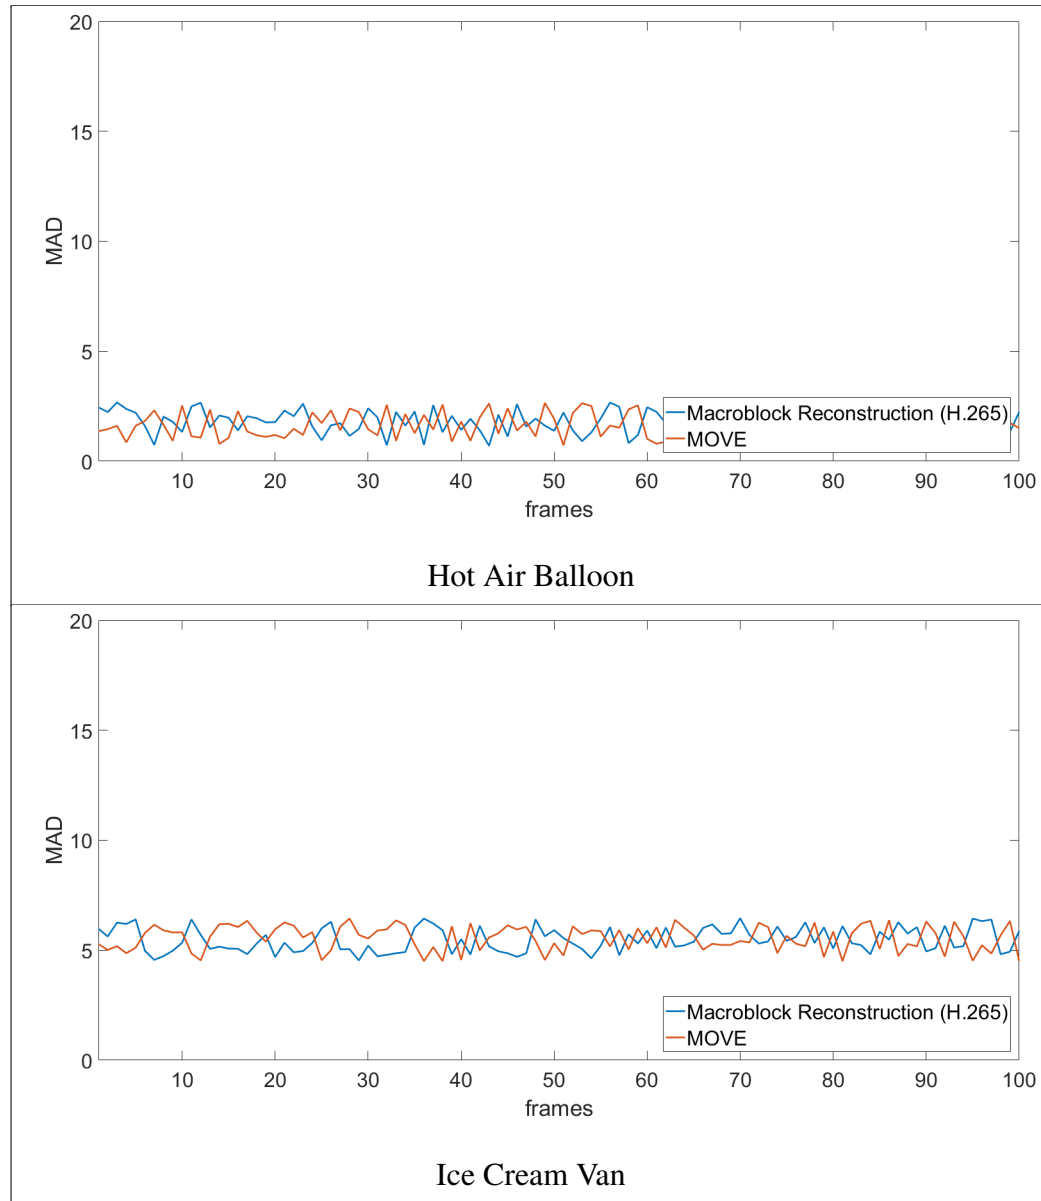 20
15
10
5
0
MAD
Macroblock Reconstruction (H.265)
MOVE
10 20 30 40 50 60 70 80 90 100
frames
Hot Air Balloon
20
15
10
5
0
MAD
Macroblock Reconstruction (H.265)
MOVE
10 20 30 40 50 60 70 80 90 100
frames
Ice Cream Van